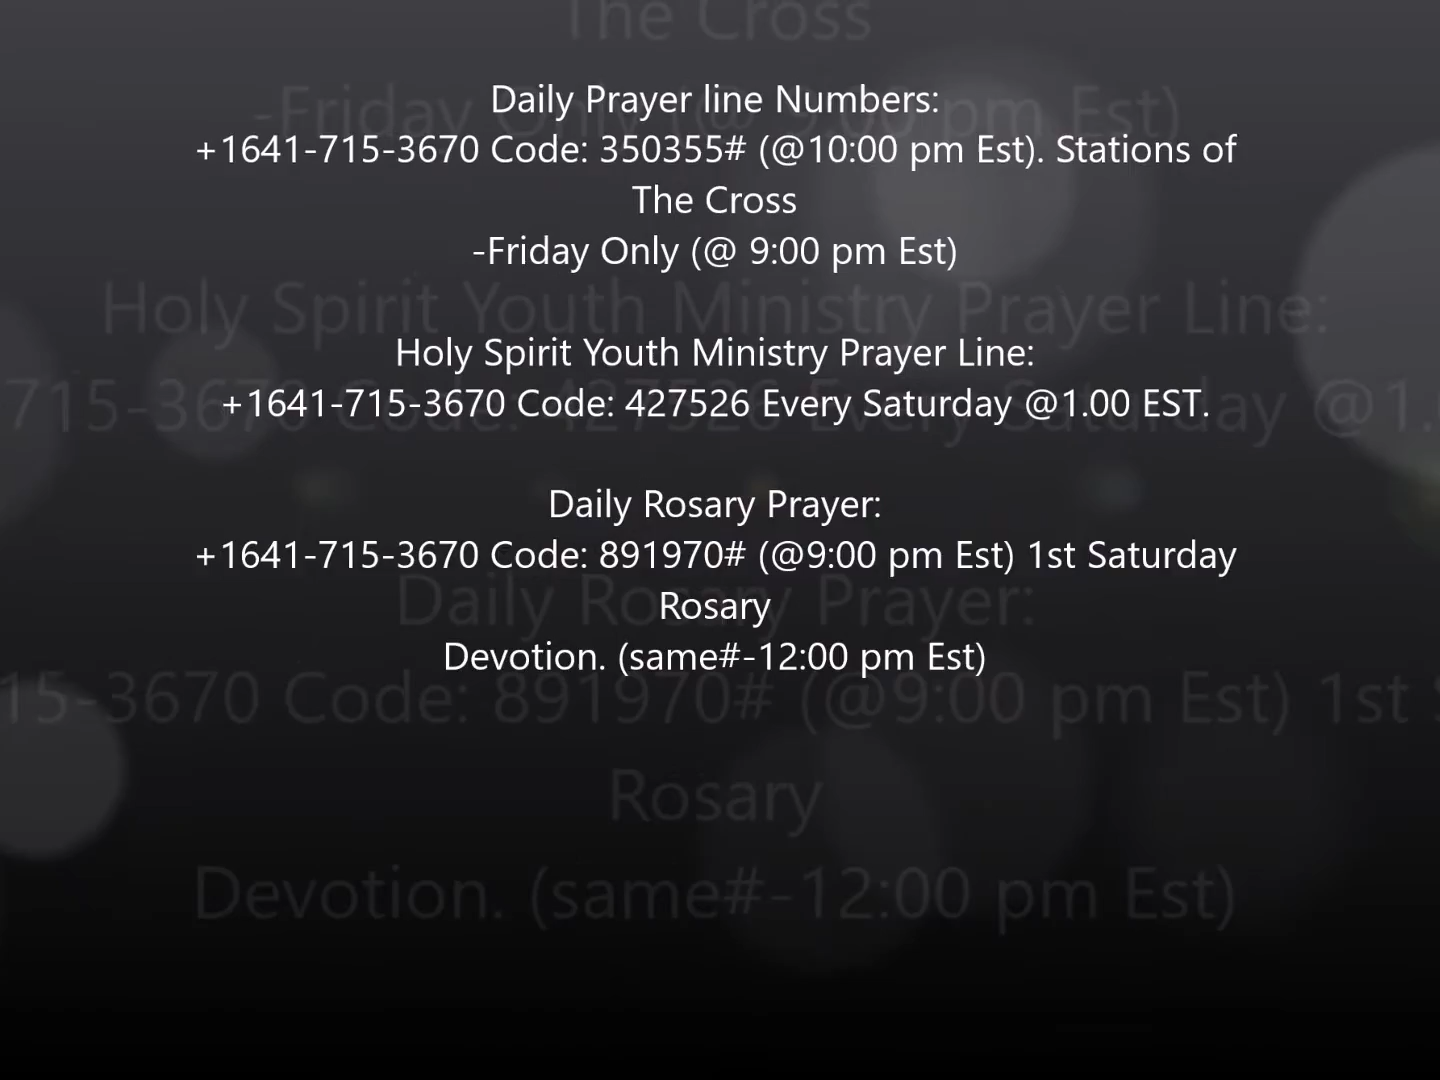 Daily Prayer line Numbers:
+1641-715-3670 Code: 350355# (@10:00 pm Est). Stations of
The Cross
-Friday Only (@ 9:00 pm Est)
Holy Spirit Youth Ministry Prayer Line:
+1641-715-3670 Code: 427526 Every Saturday @1.00 EST.
Daily Rosary Prayer:
+1641-715-3670 Code: 891970# (@9:00 pm Est) 1st Saturday
Rosary
Devotion. (same#-12:00 pm Est)